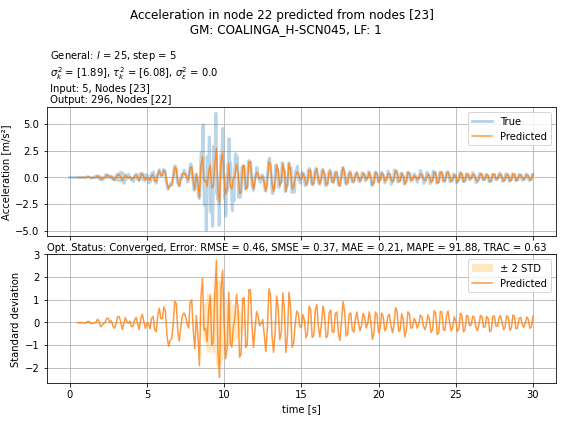 Acceleration in node 22 predicted from nodes [23]
GM: COALINGA_H-SCN045, LF: 1
General: l = 25, step = 5
σ²ₖ = [1.89], τ²ₖ = [6.08], σ²ε = 0.0
Input: 5, Nodes [23]
Output: 296, Nodes [22]
Acceleration [m/s²]
5.0
2.5
0.0
−2.5
−5.0
True
Predicted
Opt. Status: Converged, Error: RMSE = 0.46, SMSE = 0.37, MAE = 0.21, MAPE = 91.88, TRAC = 0.63
Standard deviation
3
2
1
0
−1
−2
± 2 STD
Predicted
0 5 10 15 20 25 30
time [s]